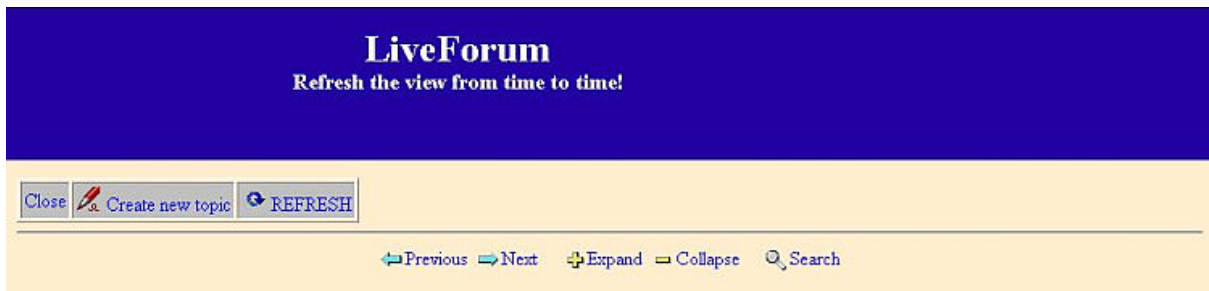 LiveForum
Refresh the view from time to time!
Close Create new topic REFRESH
Previous Next Expand Collapse Search